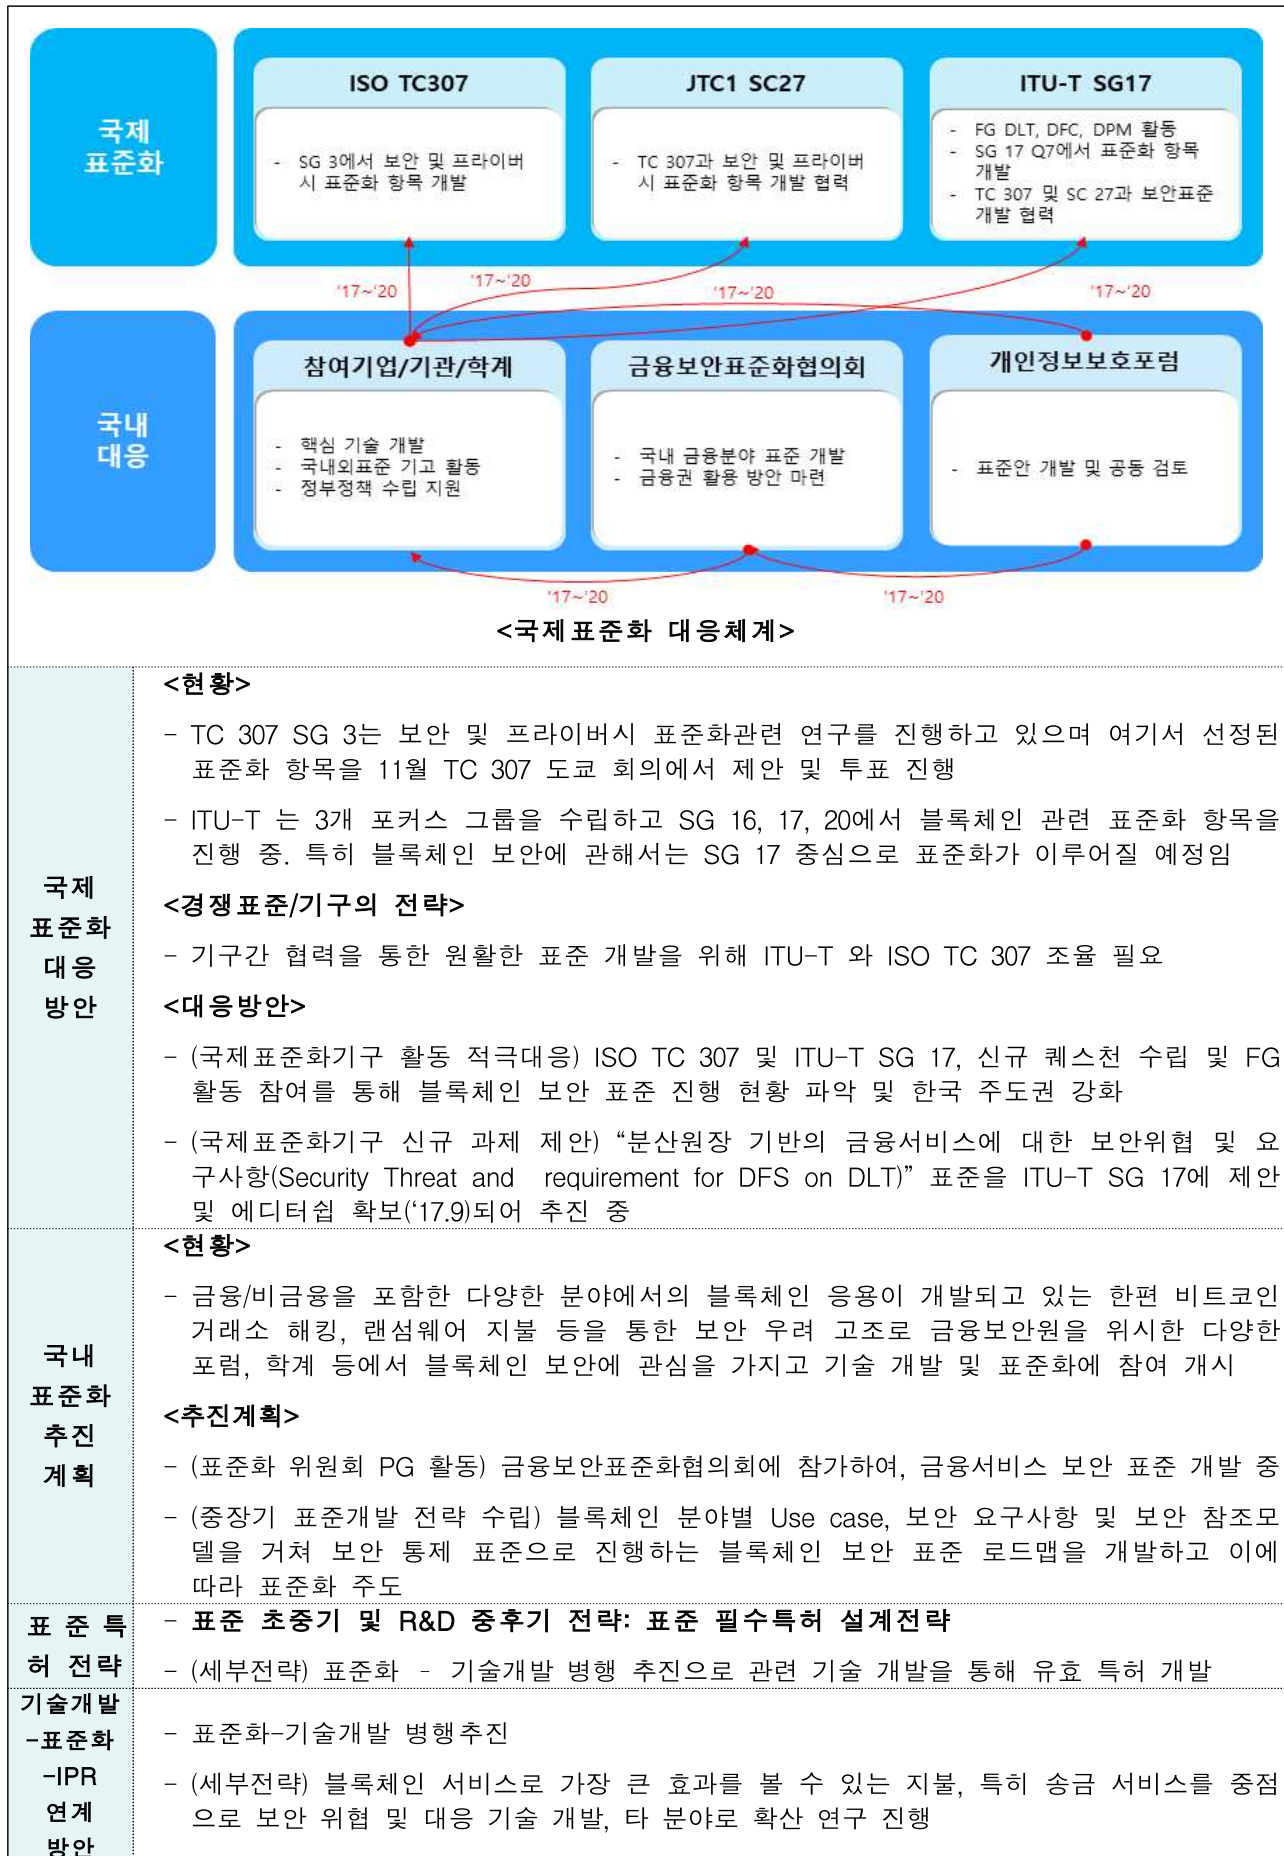 국제
표준화
ISO TC307
- SG 3에서 보안 및 프라이버
시 표준화 항목 개발
JTC1 SC27
- TC 307과 보안 및 프라이버
시 표준화 항목 개발 협력
ITU-T SG17
- FG DLT, DFC, DPM 활동
- SG 17 Q7에서 표준화 항목
개발
- TC 307 및 SC 27과 보안표준
개발 협력
'17~'20
'17~'20
'17~'20
'17~'20
국내
대응
참여기업/기관/학계
- 핵심 기술 개발
- 국내외표준 기고 활동
- 정부정책 수립 지원
금융보안표준화협의회
- 국내 금융분야 표준 개발
- 금융권 활용 방안 마련
개인정보보호포럼
- 표준안 개발 및 공동 검토
'17~'20
'17~'20
<국제표준화 대응체계>
국제
표준화
대응
방안
<현황>
- TC 307 SG 3는 보안 및 프라이버시 표준화관련 연구를 진행하고 있으며 여기서 선정된
표준화 항목을 11월 TC 307 도쿄 회의에서 제안 및 투표 진행
- ITU-T 는 3개 포커스 그룹을 수립하고 SG 16, 17, 20에서 블록체인 관련 표준화 항목을
진행 중. 특히 블록체인 보안에 관해서는 SG 17 중심으로 표준화가 이루어질 예정임
<경쟁표준/기구의 전략>
- 기구간 협력을 통한 원활한 표준 개발을 위해 ITU-T 와 ISO TC 307 조율 필요
<대응방안>
- (국제표준화기구 활동 적극대응) ISO TC 307 및 ITU-T SG 17, 신규 퀘스천 수립 및 FG
활동 참여를 통해 블록체인 보안 표준 진행 현황 파악 및 한국 주도권 강화
- (국제표준화기구 신규 과제 제안) “분산원장 기반의 금융서비스에 대한 보안위협 및 요
구사항(Security Threat and requirement for DFS on DLT)” 표준을 ITU-T SG 17에 제안
및 에디터쉽 확보(‘17.9)되어 추진 중
국내
표준화
추진
계획
<현황>
- 금융/비금융을 포함한 다양한 분야에서의 블록체인 응용이 개발되고 있는 한편 비트코인
거래소 해킹, 랜섬웨어 지불 등을 통한 보안 우려 고조로 금융보안원을 위시한 다양한
포럼, 학계 등에서 블록체인 보안에 관심을 가지고 기술 개발 및 표준화에 참여 개시
<추진계획>
- (표준화 위원회 PG 활동) 금융보안표준화협의회에 참가하여, 금융서비스 보안 표준 개발 중
- (중장기 표준개발 전략 수립) 블록체인 분야별 Use case, 보안 요구사항 및 보안 참조모
델을 거쳐 보안 통제 표준으로 진행하는 블록체인 보안 표준 로드맵을 개발하고 이에
따라 표준화 주도
표 준 특
허 전략
- 표준 초중기 및 R&D 중후기 전략: 표준 필수특허 설계전략
- (세부전략) 표준화 – 기술개발 병행 추진으로 관련 기술 개발을 통해 유효 특허 개발
기술개발
-표준화
-IPR
연계
방안
- 표준화-기술개발 병행추진
- (세부전략) 블록체인 서비스로 가장 큰 효과를 볼 수 있는 지불, 특히 송금 서비스를 중점
으로 보안 위협 및 대응 기술 개발, 타 분야로 확산 연구 진행